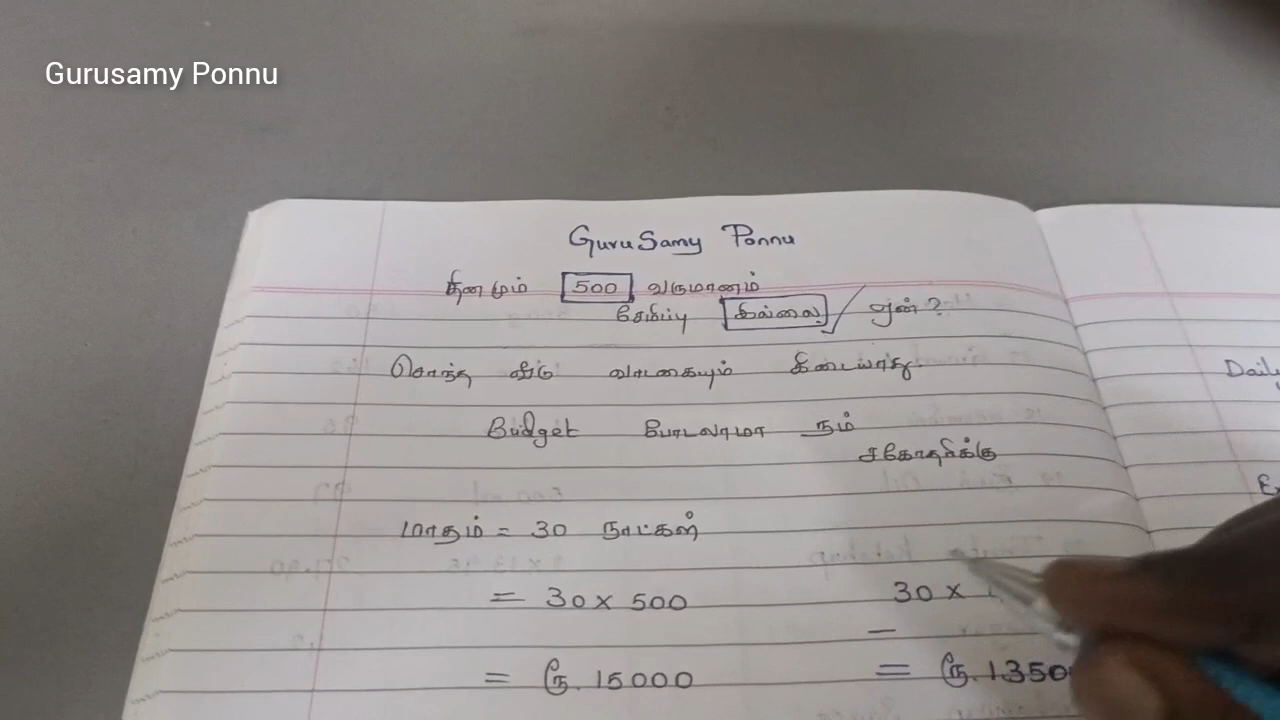 Gurusamy Ponnu
GuruSamy Ponnu
தினமும் 500 வருமானம்
சேமிப்பு இல்லை / ஏன் ?
சொந்த வீடு வாடகையும் கிடையாது.
Budget போடலாமா நம்
சகோதரிக்கு
மாதம் = 30 நாட்கள்
= 30 x 500 30 x
= ரூ. 15000 = ரூ. 1350
Daily